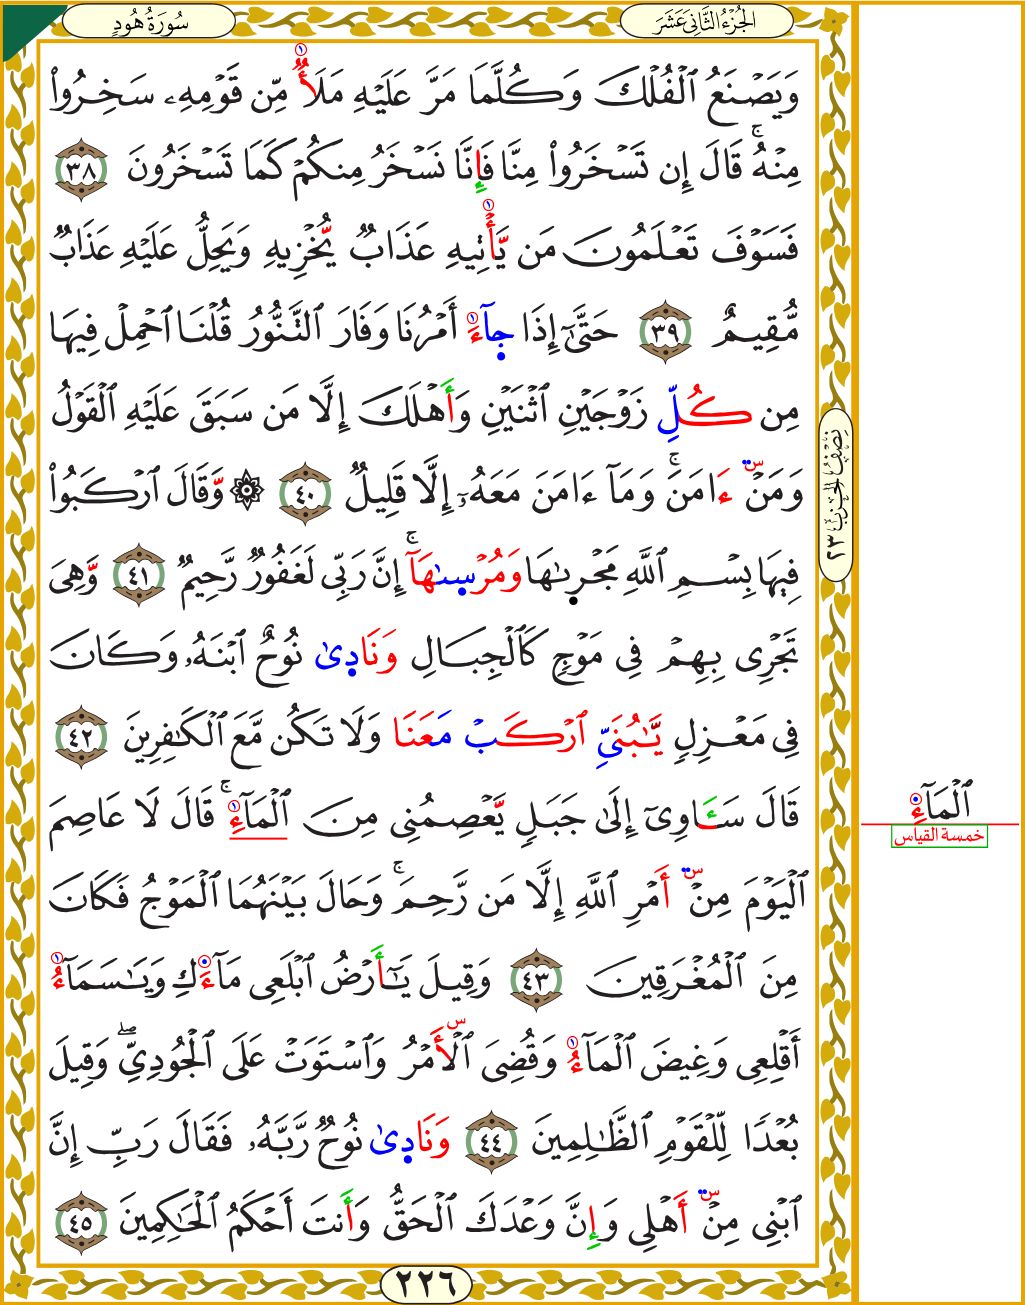 الجُزْءُ الثَّانِيَ عَشَرَ
سُورَةُ هُودٍ
وَيَصۡنَعُ ٱلۡفُلۡكَ وَكُلَّمَا مَرَّ عَلَيۡهِ مَلَأٞ مِّن قَوۡمِهِۦ سَخِرُواْ
مِنۡهُۚ قَالَ إِن تَسۡخَرُواْ مِنَّا فَإِنَّا نَسۡخَرُ مِنكُمۡ كَمَا تَسۡخَرُونَ ٣٨
فَسَوۡفَ تَعۡلَمُونَ مَن يَأۡتِيهِ عَذَابٞ يُخۡزِيهِ وَيَحِلُّ عَلَيۡهِ عَذَابٞ
مُّقِيمٌ ٣٩ حَتَّىٰٓ إِذَا جَآءَ أَمۡرُنَا وَفَارَ ٱلتَّنُّورُ قُلۡنَا ٱحۡمِلۡ فِيهَا
مِن كُلِّ زَوۡجَيۡنِ ٱثۡنَيۡنِ وَأَهۡلَكَ إِلَّا مَن سَبَقَ عَلَيۡهِ ٱلۡقَوۡلُ
وَمَنۡ ءَامَنَۚ وَمَآ ءَامَنَ مَعَهُۥٓ إِلَّا قَلِيلٞ ٤٠ ۞ وَّقَالَ ٱرۡكَبُواْ
فِيهَا بِسۡمِ ٱللَّهِ مَجۡرٜىٰهَا وَمُرۡسىٰهَآۚ إِنَّ رَبِّي لَغَفُورٞ رَّحِيمٞ ٤١ وَّهِيَ
تَجۡرِي بِهِمۡ فِي مَوۡجٖ كَٱلۡجِبَالِ وَنَادىٰ نُوحٌ ٱبۡنَهُۥ وَكَانَ
فِي مَعۡزِلٖ يَّٰبُنَيِّ ٱرۡكَبۡ مَّعَنَا وَلَا تَكُن مَّعَ ٱلۡكَٰفِرِينَ ٤٢
قَالَ سَـَٔاوِيٓ إِلَىٰ جَبَلٖ يَّعۡصِمُنِي مِنَ ٱلۡمَآءِۚ قَالَ لَا عَاصِمَ
ٱلۡيَوۡمَ مِنۡ أَمۡرِ ٱللَّهِ إِلَّا مَن رَّحِمَۚ وَحَالَ بَيۡنَهُمَا ٱلۡمَوۡجُ فَكَانَ
مِنَ ٱلۡمُغۡرَقِينَ ٤٣ وَقِيلَ يَٰٓأَرۡضُ ٱبۡلَعِي مَآءَكِ وَيَٰسَمَآءُ
أَقۡلِعِي وَغِيضَ ٱلۡمَآءُ وَقُضِيَ ٱلۡأَمۡرُ وَٱسۡتَوَتۡ عَلَى ٱلۡجُودِيِّۖ وَقِيلَ
بُعۡدٗا لِّلۡقَوۡمِ ٱلظَّٰلِمِينَ ٤٤ وَنَادىٰ نُوحٞ رَّبَّهُۥ فَقَالَ رَبِّ إِنَّ
ٱبۡنِي مِنۡ أَهۡلِي وَإِنَّ وَعۡدَكَ ٱلۡحَقُّ وَأَنتَ أَحۡكَمُ ٱلۡحَٰكِمِينَ ٤٥
نِصْفُ الحِزْبِ ٢٣
ٱلۡمَآءِ
خمسة القياس
٢٢٦